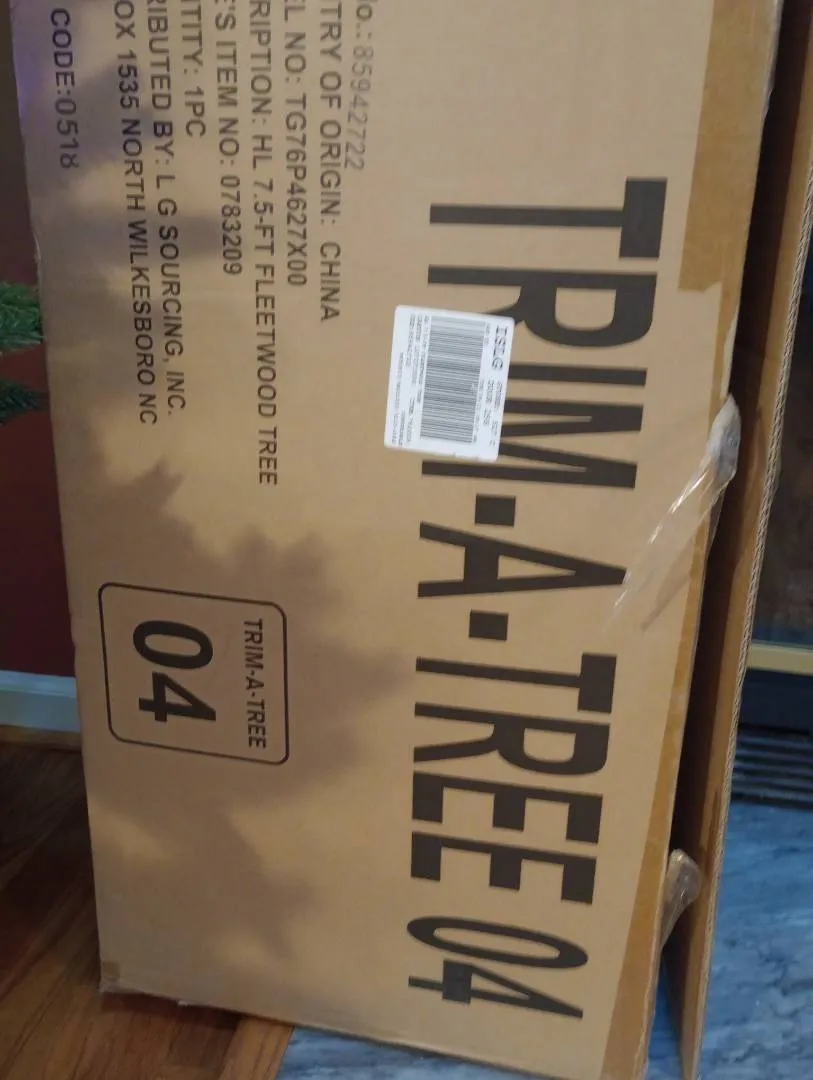 TRIM-A-TREE 04
o.: 85942722
TRY OF ORIGIN: CHINA
EL NO: TG76P4627X00
RIPTION: HL 7.5-FT FLEETWOOD TREE
E'S ITEM NO: 0783209
TITY: 1PC
RIBUTED BY: L G SOURCING, INC.
OX 1535 NORTH WILKESBORO NC
CODE:0518
TRIM-A-TREE
04